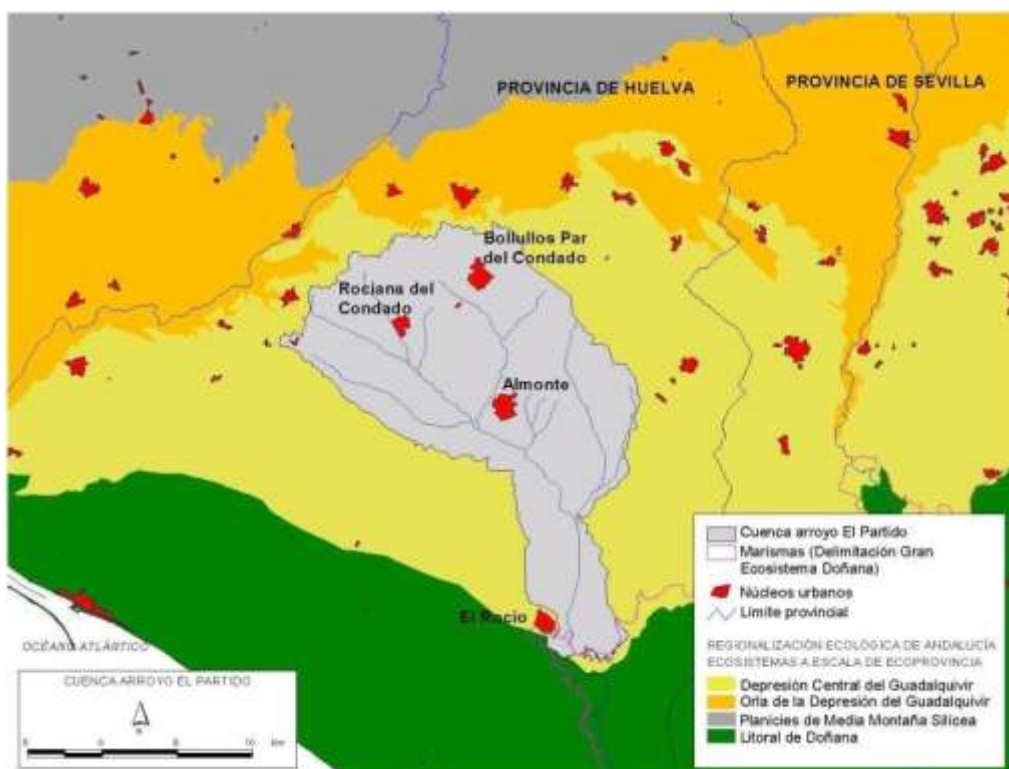 PROVINCIA DE HUELVA
PROVINCIA DE SEVILLA
Bollullos Par
del Condado
Rociana del
Condado
Almonte
El Rocio
OCÉANO ATLÁNTICO
CUENCA ARROYO EL PARTIDO
N
10 Km
Cuenca arroyo El Partido
Marismas (Delimitación Gran
Ecosistema Doñana)
Núcleos urbanos
Límite provincial
REGIONALIZACIÓN ECOLÓGICA DE ANDALUCÍA
ECOSISTEMAS A ESCALA DE ECOPROVINCIA
Depresión Central del Guadalquivir
Orla de la Depresión del Guadalquivir
Planicies de Media Montaña Silícea
Litoral de Doñana